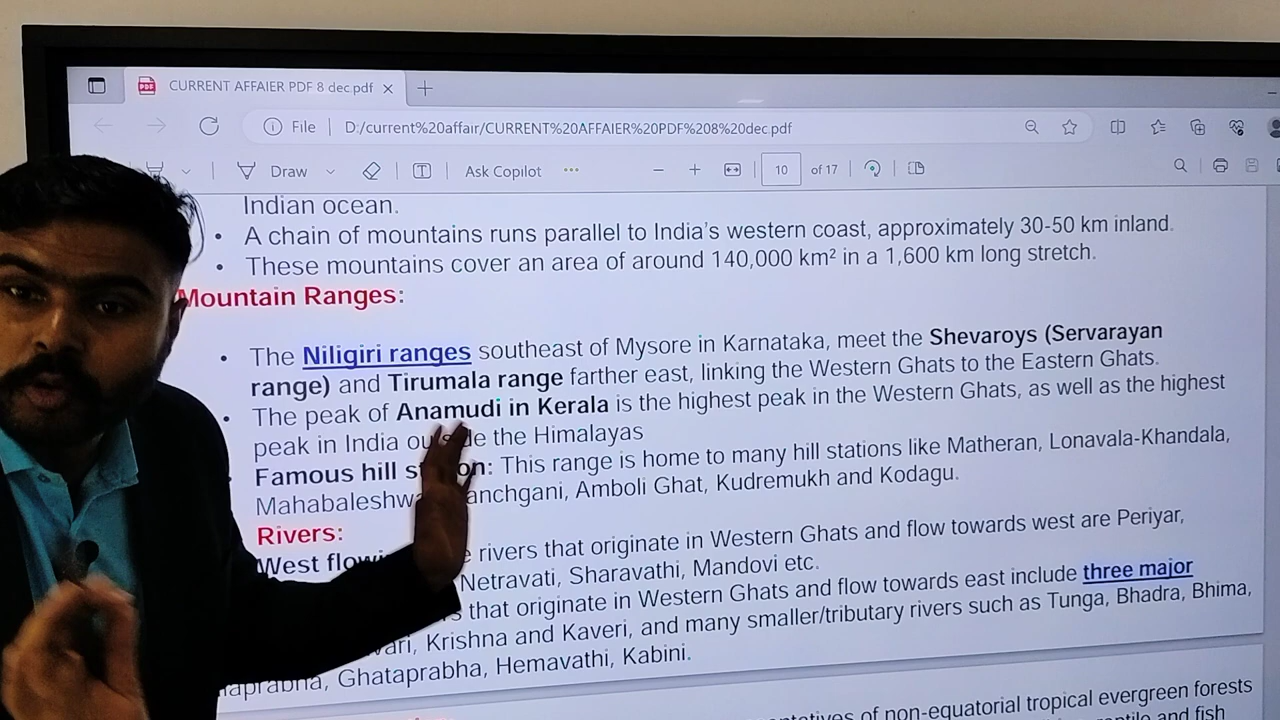 CURRENT AFFAIER PDF 8 dec.pdf
File D:/current%20affair/CURRENT%20AFFAIER%20PDF%208%20dec.pdf
Draw Ask Copilot 10 of 17
Indian ocean.
• A chain of mountains runs parallel to India's western coast, approximately 30-50 km inland.
• These mountains cover an area of around 140,000 km² in a 1,600 km long stretch.
Mountain Ranges:
• The Niligiri ranges southeast of Mysore in Karnataka, meet the Shevaroys (Servarayan
range) and Tirumala range farther east, linking the Western Ghats to the Eastern Ghats.
• The peak of Anamudi in Kerala is the highest peak in the Western Ghats, as well as the highest
peak in India the Himalayas
Famous hill : This range is home to many hill stations like Matheran, Lonavala-Khandala,
Amboli Ghat, Kudremukh and Kodagu.
Rivers:
West rivers that originate in Western Ghats and flow towards west are Periyar,
Netravati, Sharavathi, Mandovi etc.
that originate in Western Ghats and flow towards east include three major
Krishna and Kaveri, and many smaller/tributary rivers such as Tunga, Bhadra, Bhima,
Ghataprabha, Hemavathi, Kabini.
of non-equatorial tropical evergreen forests
and fish